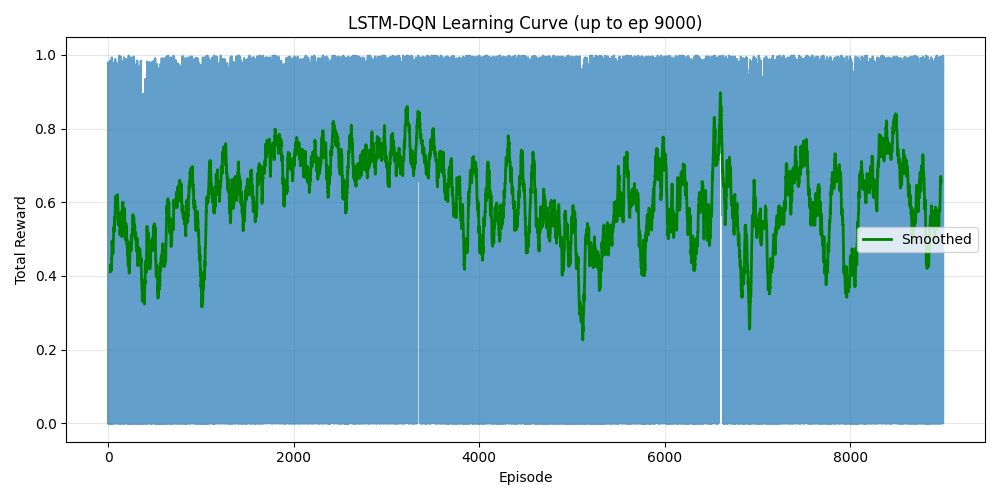 LSTM-DQN Learning Curve (up to ep 9000)
Total Reward
1.0
0.8
0.6
0.4
0.2
0.0
Smoothed
0 2000 4000 6000 8000
Episode